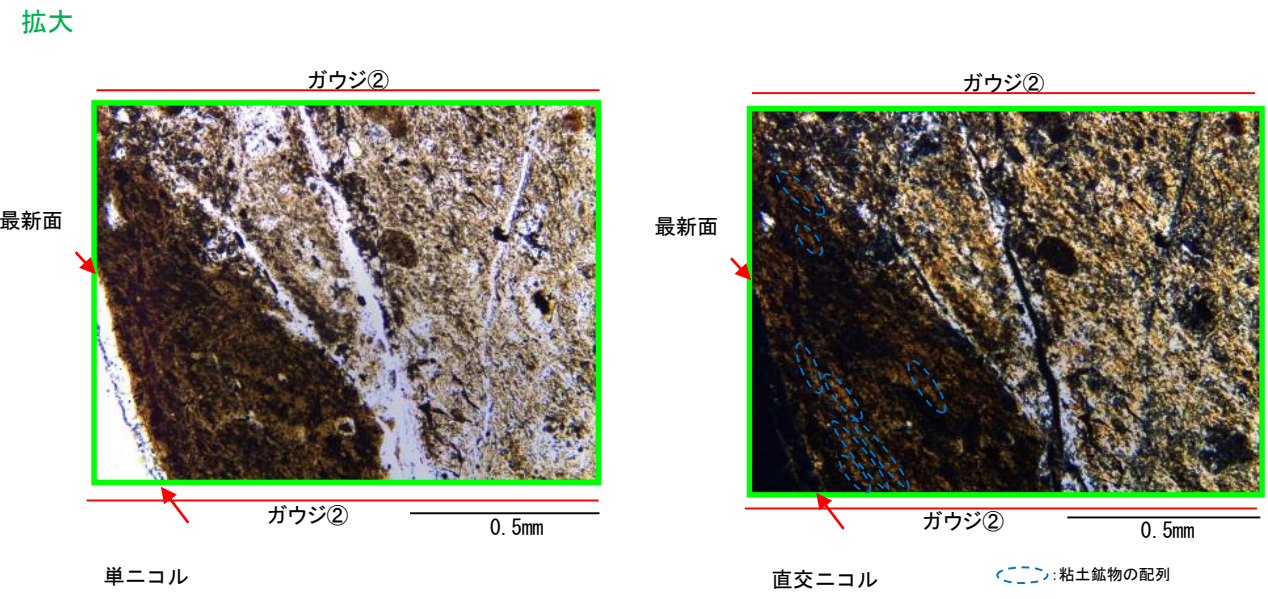 拡大
ガウジ②
ガウジ②
最新面
最新面
ガウジ②
0.5mm
ガウジ②
0.5mm
単ニコル
直交ニコル
:粘土鉱物の配列